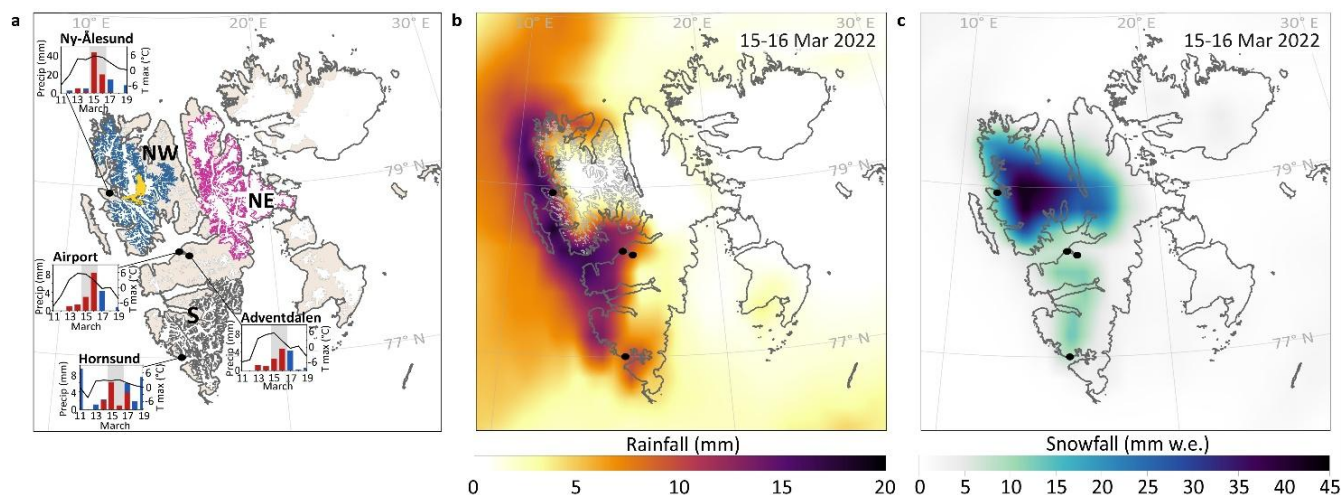 a
10° E
20° E
29° E
Ny-Ålesund
Precip (mm)
40
20
0
6
0
-6
T max (°C)
11 13 15 17 19
March
NW
NE
79° N
Airport
Precip (mm)
8
4
0
6
0
-6
T max (°C)
11 13 15 17 19
March
S
Adventdalen
Precip (mm)
8
4
0
6
0
-6
T max (°C)
11 13 15 17 19
March
Hornsund
Precip (mm)
8
4
0
6
0
-6
T max (°C)
11 13 15 17 19
March
77° N
b
10° E
20° E
29° E
15-16 Mar 2022
79° N
77° N
Rainfall (mm)
0 5 10 15 20
c
10° E
20° E
29° E
15-16 Mar 2022
79° N
77° N
Snowfall (mm w.e.)
0 5 10 15 20 25 30 35 40 45